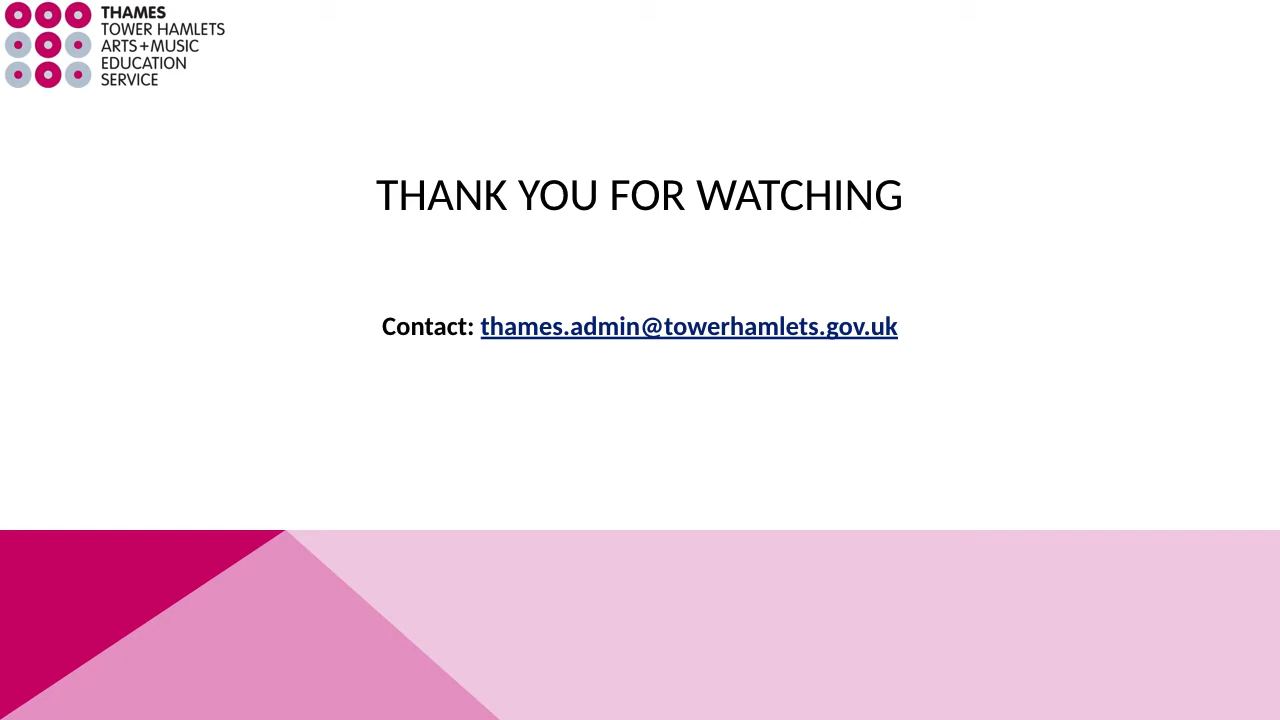 THAMES
TOWER HAMLETS
ARTS+MUSIC
EDUCATION
SERVICE
THANK YOU FOR WATCHING
Contact: thames.admin@towerhamlets.gov.uk